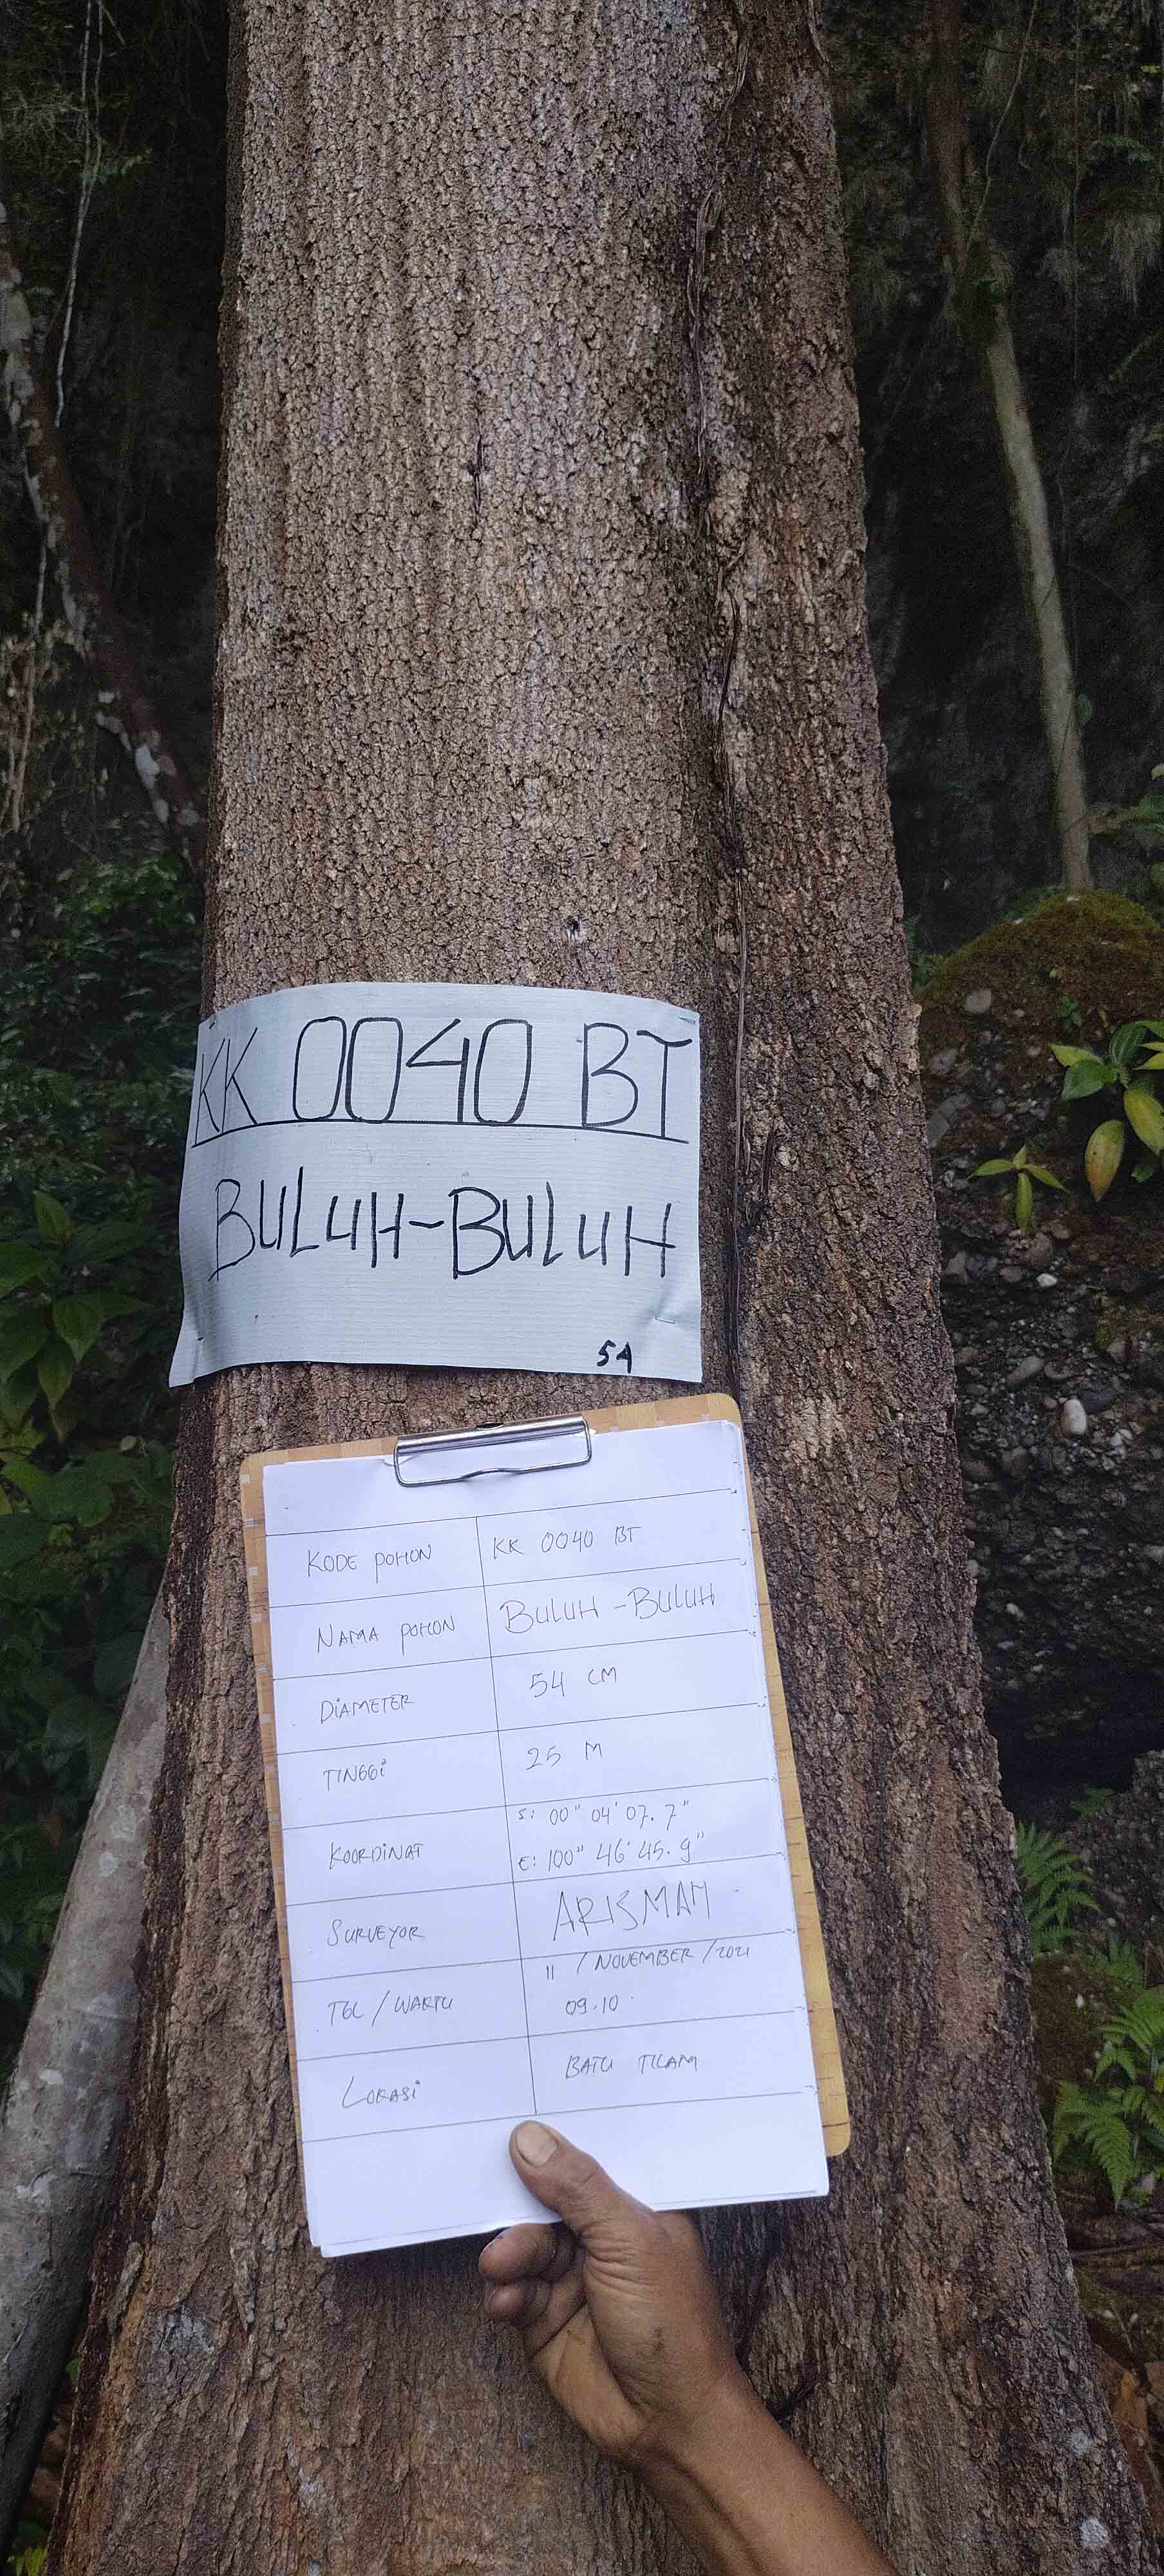 KK 0040 BT
BULUH-BULUH
54
KODE POHON KK 0040 BT
NAMA POHON BULUH - BULUH
DIAMETER 54 CM
TINGGI 25 M
KOORDINAT S: 00" 04' 07. 7"
E: 100" 46' 45. 9"
SURVEYOR ARISMAN
TGL / WAKTU 11 / NOVEMBER / 2021
09.10
LOKASI BATU TILAM